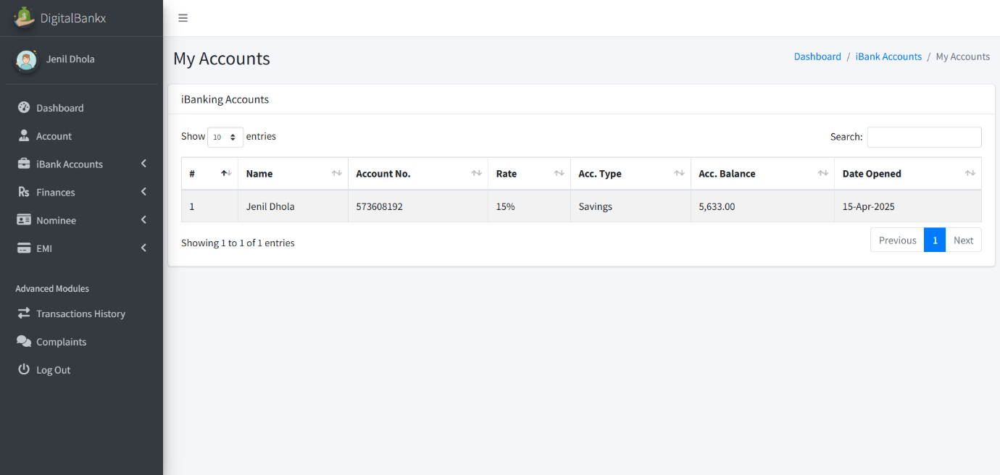 DigitalBankx
Jenil Dhola
Dashboard
Account
iBank Accounts
Finances
Nominee
EMI
Advanced Modules
Transactions History
Complaints
Log Out
My Accounts
Dashboard / iBank Accounts / My Accounts
iBanking Accounts
Show 10 entries Search:
# Name Account No. Rate Acc. Type Acc. Balance Date Opened
1 Jenil Dhola 573608192 15% Savings 5,633.00 15-Apr-2025
Showing 1 to 1 of 1 entries Previous 1 Next